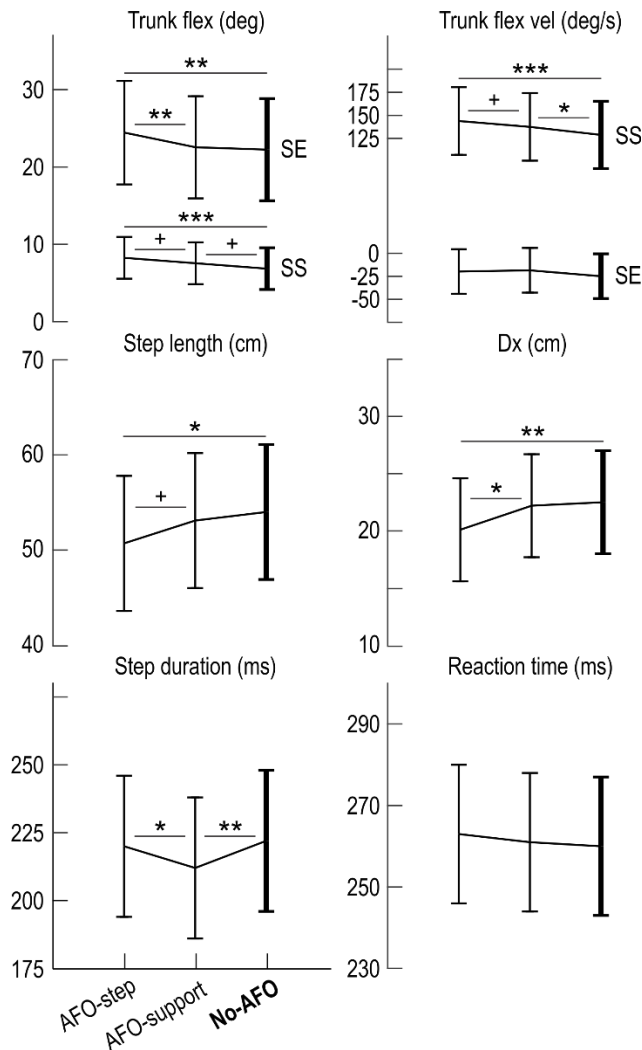 Trunk flex (deg)
30
20
10
0
**
**
SE
***
+ +
SS
Trunk flex vel (deg/s)
175
150
125
0
-25
-50
***
+ *
SS
SE
Step length (cm)
70
60
50
40
*
+
Dx (cm)
30
20
10
**
*
Step duration (ms)
250
225
200
175
* **
AFO-step
AFO-support
No-AFO
Reaction time (ms)
290
270
250
230